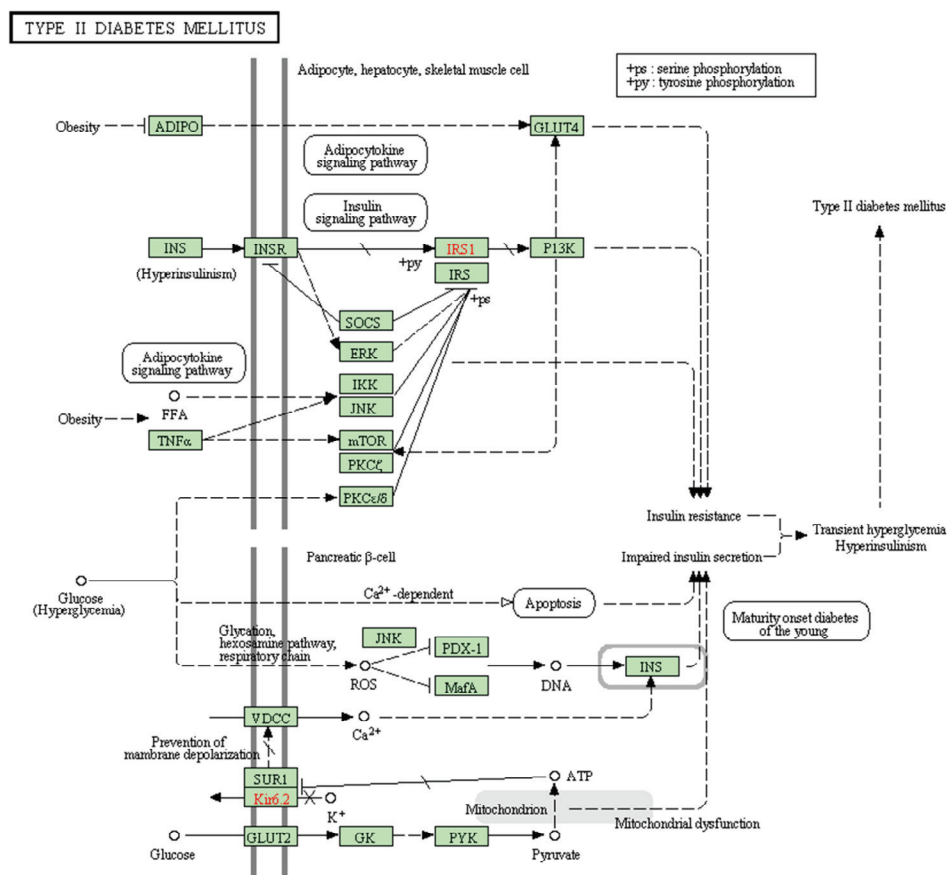 TYPE II DIABETES MELLITUS
Adipocyte, hepatocyte, skeletal muscle cell
+ps : serine phosphorylation
+py : tyrosine phosphorylation
Obesity
ADIPO
GLUT4
Adipocytokine
signaling pathway
Insulin
signaling pathway
Type II diabetes mellitus
INS
INSR
IRS1
P13K
(Hyperinsulinism)
+py
IRS
+ps
SOCS
ERK
Adipocytokine
signaling pathway
IKK
FFA
JNK
Obesity
TNFα
mTOR
PKCζ
PKCε/δ
Insulin resistance
Transient hyperglycemia
Hyperinsulinism
Impaired insulin secretion
Pancreatic β-cell
Glucose
(Hyperglycemia)
Ca2+ -dependent
Apoptosis
Maturity onset diabetes
of the young
Glycation,
hexosamine pathway,
respiratory chain
JNK
PDX-1
ROS
MafA
DNA
INS
VDCC
Ca2+
Prevention of
mambrane depolarization
SUR1
Kir6.2
K+
ATP
Mitochondrion
Mitochondrial dysfunction
Glucose
GLUT2
GK
PYK
Pyruvate